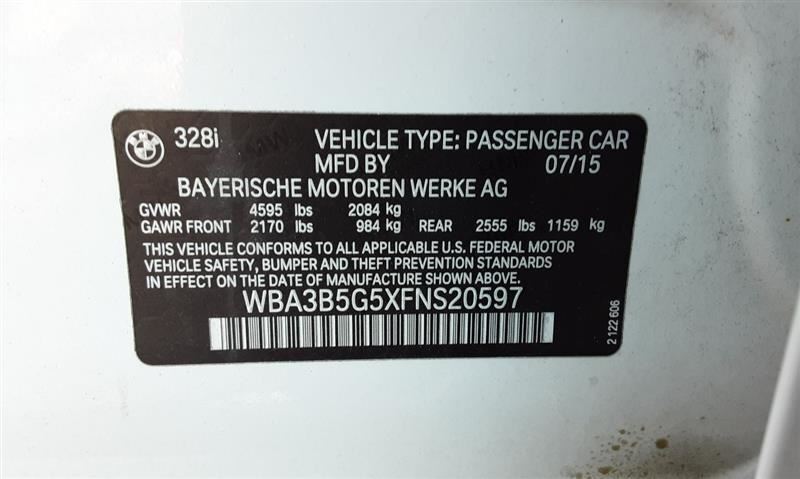 328i VEHICLE TYPE: PASSENGER CAR
MFD BY 07/15
BAYERISCHE MOTOREN WERKE AG
GVWR 4595 lbs 2084 kg
GAWR FRONT 2170 lbs 984 kg REAR 2555 lbs 1159 kg
THIS VEHICLE CONFORMS TO ALL APPLICABLE U.S. FEDERAL MOTOR
VEHICLE SAFETY, BUMPER AND THEFT PREVENTION STANDARDS
IN EFFECT ON THE DATE OF MANUFACTURE SHOWN ABOVE.
WBA3B5G5XFNS20597
2 122 606